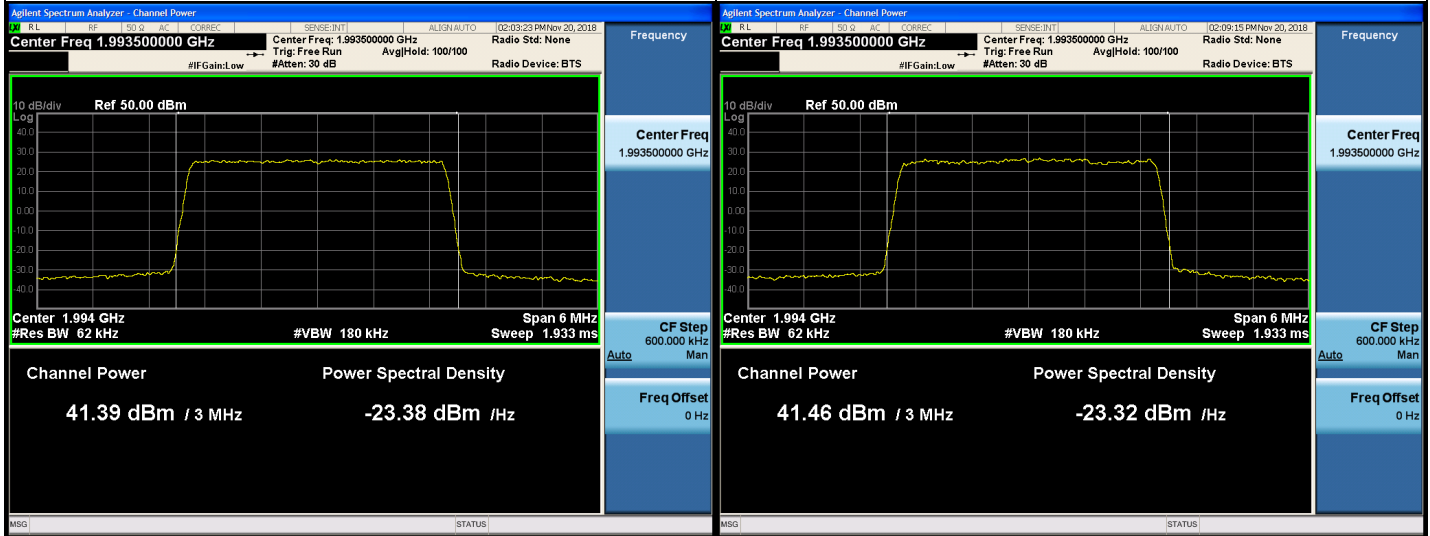 Agilent Spectrum Analyzer - Channel Power
RL RF 50 Ω AC CORREC SENSE:INT ALIGN AUTO 02:03:23 PM Nov 20, 2018
Center Freq 1.993500000 GHz
Center Freq: 1.993500000 GHz Radio Std: None
Trig: Free Run Avg|Hold: 100/100
#IFGain:Low #Atten: 30 dB Radio Device: BTS
10 dB/div Ref 50.00 dBm
Log
40.0
30.0
20.0
10.0
0.00
-10.0
-20.0
-30.0
-40.0
Center 1.994 GHz Span 6 MHz
#Res BW 62 kHz #VBW 180 kHz Sweep 1.933 ms
Channel Power Power Spectral Density
41.39 dBm / 3 MHz -23.38 dBm /Hz
Frequency
Center Freq
1.993500000 GHz
CF Step
600.000 kHz
Auto Man
Freq Offset
0 Hz
MSG STATUS
Agilent Spectrum Analyzer - Channel Power
RL RF 50 Ω AC CORREC SENSE:INT ALIGN AUTO 02:09:15 PM Nov 20, 2018
Center Freq 1.993500000 GHz
Center Freq: 1.993500000 GHz Radio Std: None
Trig: Free Run Avg|Hold: 100/100
#IFGain:Low #Atten: 30 dB Radio Device: BTS
10 dB/div Ref 50.00 dBm
Log
40.0
30.0
20.0
10.0
0.00
-10.0
-20.0
-30.0
-40.0
Center 1.994 GHz Span 6 MHz
#Res BW 62 kHz #VBW 180 kHz Sweep 1.933 ms
Channel Power Power Spectral Density
41.46 dBm / 3 MHz -23.32 dBm /Hz
Frequency
Center Freq
1.993500000 GHz
CF Step
600.000 kHz
Auto Man
Freq Offset
0 Hz
MSG STATUS